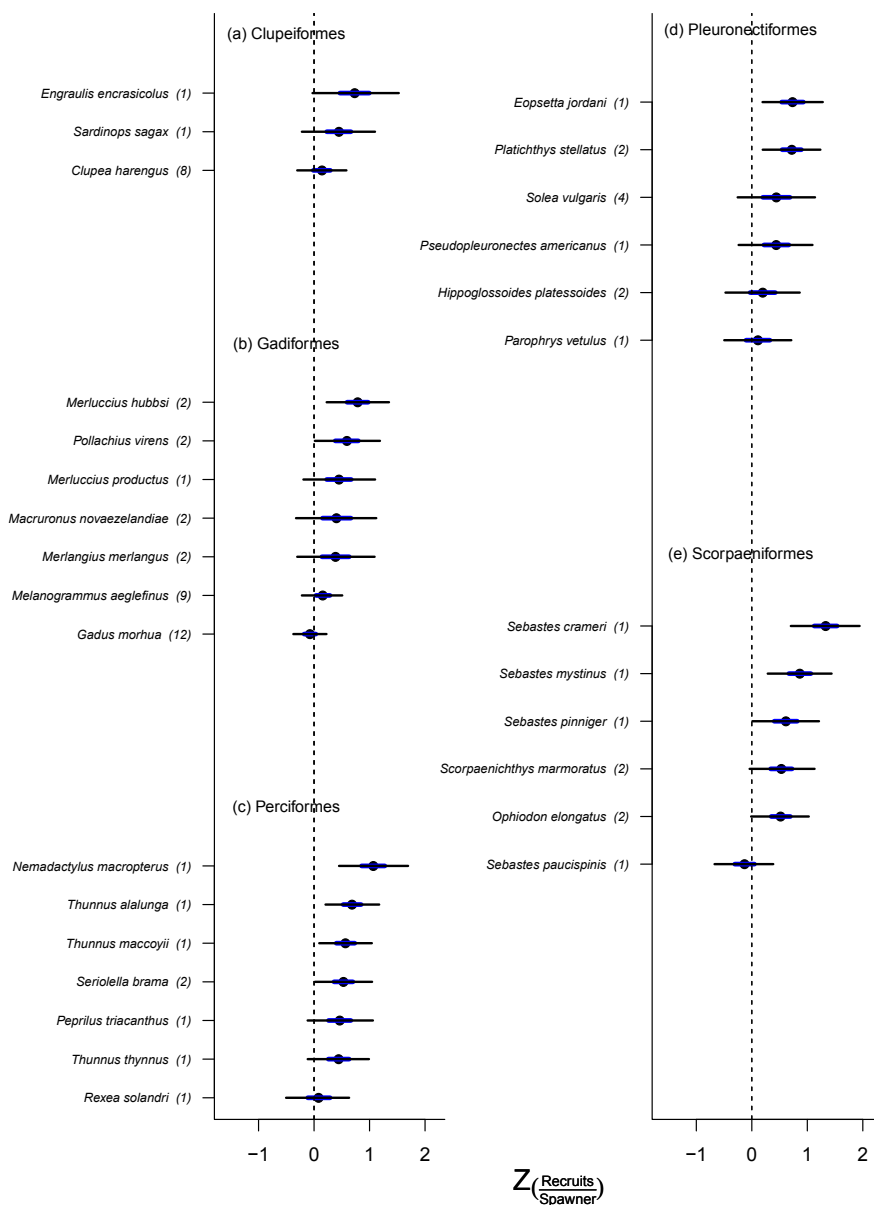 (a) Clupeiformes
Engraulis encrasicolus (1)
Sardinops sagax (1)
Clupea harengus (8)
(b) Gadiformes
Merluccius hubbsi (2)
Pollachius virens (2)
Merluccius productus (1)
Macruronus novaezelandiae (2)
Merlangius merlangus (2)
Melanogrammus aeglefinus (9)
Gadus morhua (12)
(c) Perciformes
Nemadactylus macropterus (1)
Thunnus alalunga (1)
Thunnus maccoyii (1)
Seriolella brama (2)
Peprilus triacanthus (1)
Thunnus thynnus (1)
Rexea solandri (1)
−1 0 1 2
(d) Pleuronectiformes
Eopsetta jordani (1)
Platichthys stellatus (2)
Solea vulgaris (4)
Pseudopleuronectes americanus (1)
Hippoglossoides platessoides (2)
Parophrys vetulus (1)
(e) Scorpaeniformes
Sebastes crameri (1)
Sebastes mystinus (1)
Sebastes pinniger (1)
Scorpaenichthys marmoratus (2)
Ophiodon elongatus (2)
Sebastes paucispinis (1)
−1 0 1 2
Z(Recruits
Spawner)